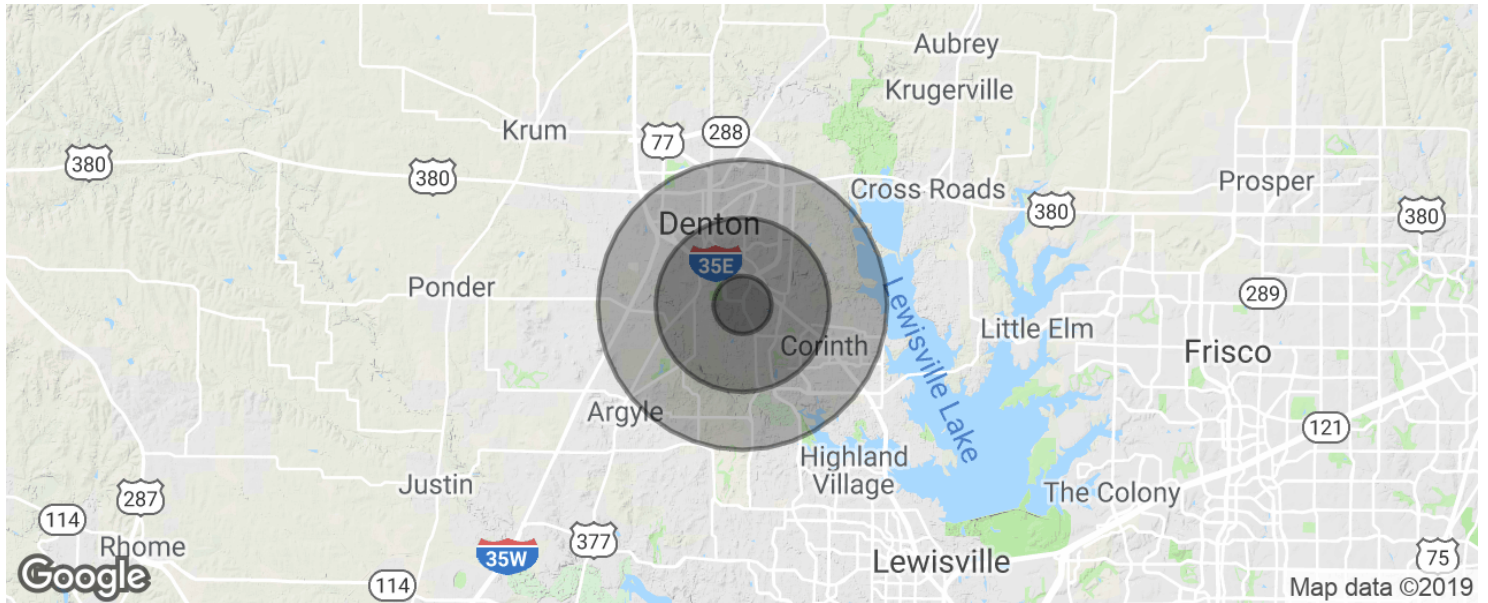 Aubrey
Krugerville
Krum
77
288
380
380
Cross Roads
Prosper
380
380
Denton
35E
Ponder
289
Lewisville Lake
Little Elm
Corinth
Frisco
Argyle
121
Highland
Village
Justin
287
The Colony
114
377
Rhome
35W
Lewisville
75
Google
114
Map data ©2019